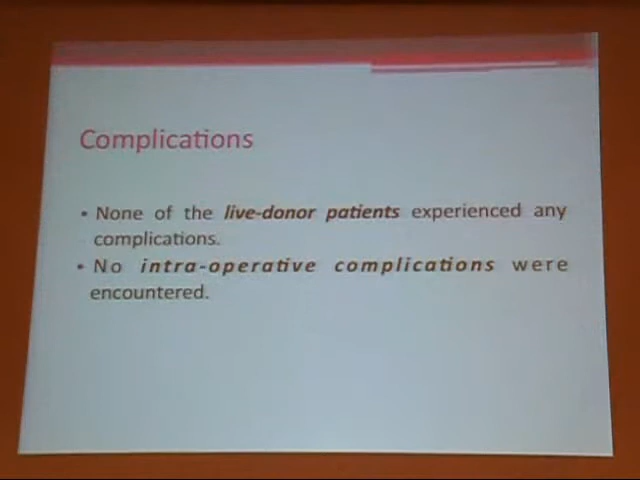 Complications
• None of the live-donor patients experienced any
complications.
• No intra-operative complications were
encountered.